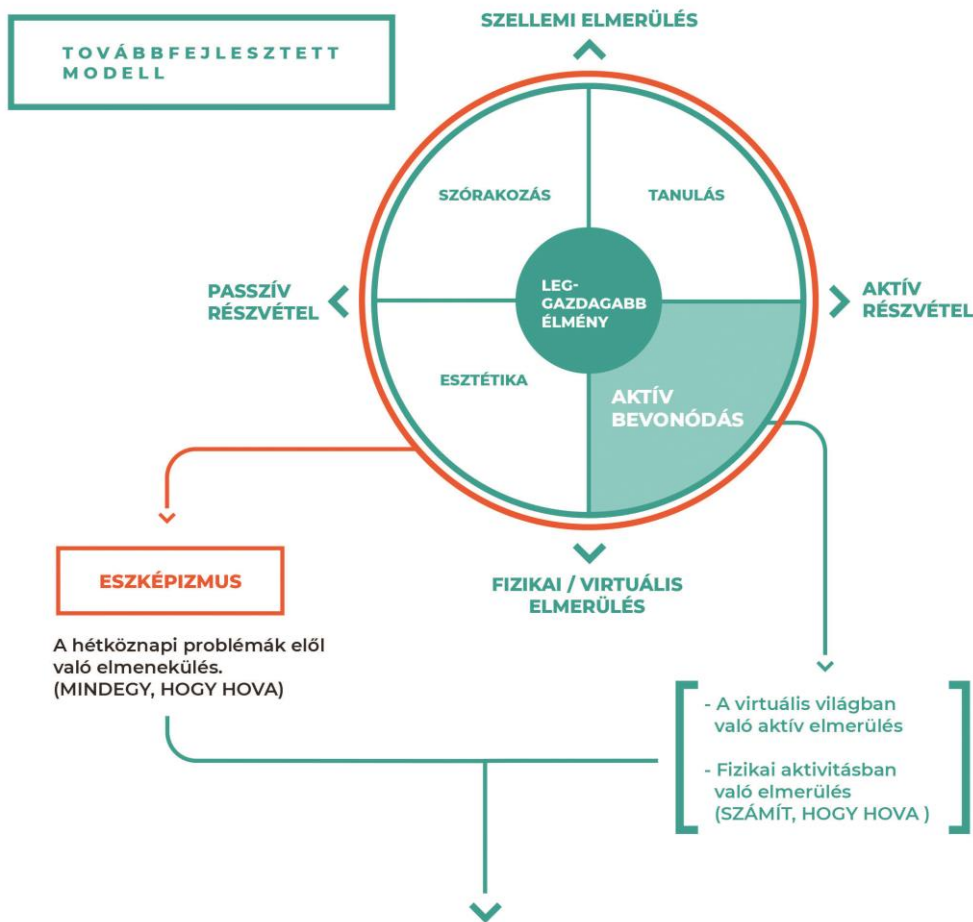 TOVÁBBFEJLESZTETT
MODELL
SZELLEMI ELMERÜLÉS
SZÓRAKOZÁS
TANULÁS
PASSZÍV
RÉSZVÉTEL
LEG-
GAZDAGABB
ÉLMÉNY
AKTÍV
RÉSZVÉTEL
ESZTÉTIKA
AKTÍV
BEVONÓDÁS
FIZIKAI / VIRTUÁLIS
ELMERÜLÉS
ESZKÉPIZMUS
A hétköznapi problémák elől
való elmenekülés.
(MINDEGY, HOGY HOVA)
- A virtuális világban
való aktív elmerülés
- Fizikai aktivitásban
való elmerülés
(SZÁMÍT, HOGY HOVA )